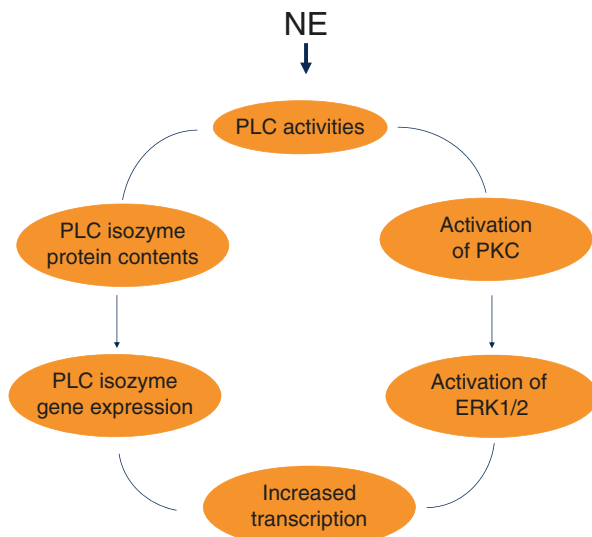 NE
PLC activities
PLC isozyme
protein contents
Activation
of PKC
PLC isozyme
gene expression
Activation of
ERK1/2
Increased
transcription